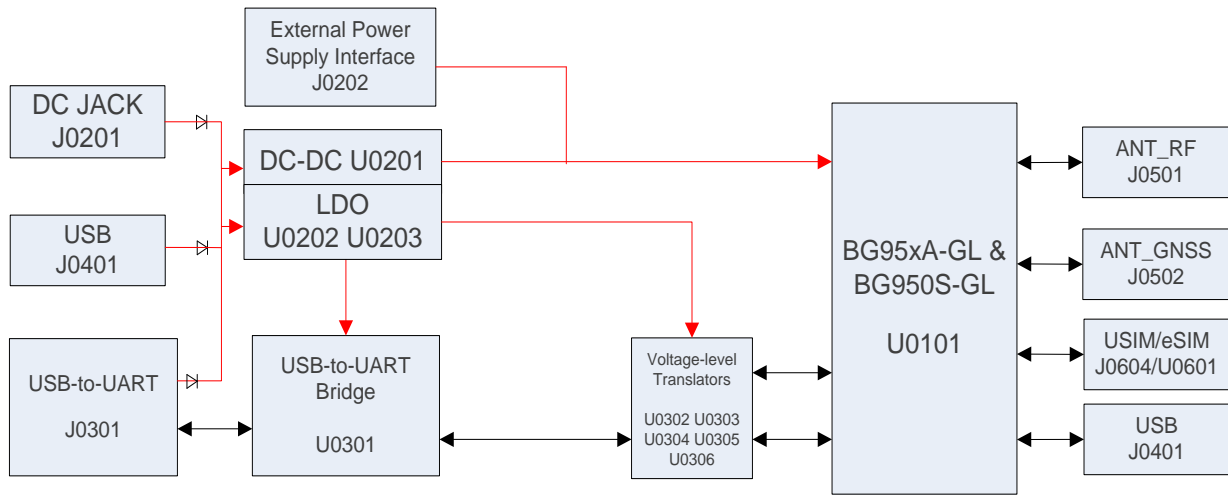 External Power
Supply Interface
J0202
DC JACK
J0201
DC-DC U0201
LDO
U0202 U0203
USB
J0401
USB-to-UART
J0301
USB-to-UART
Bridge
U0301
Voltage-level
Translators
U0302 U0303
U0304 U0305
U0306
BG95xA-GL &
BG950S-GL
U0101
ANT_RF
J0501
ANT_GNSS
J0502
USIM/eSIM
J0604/U0601
USB
J0401